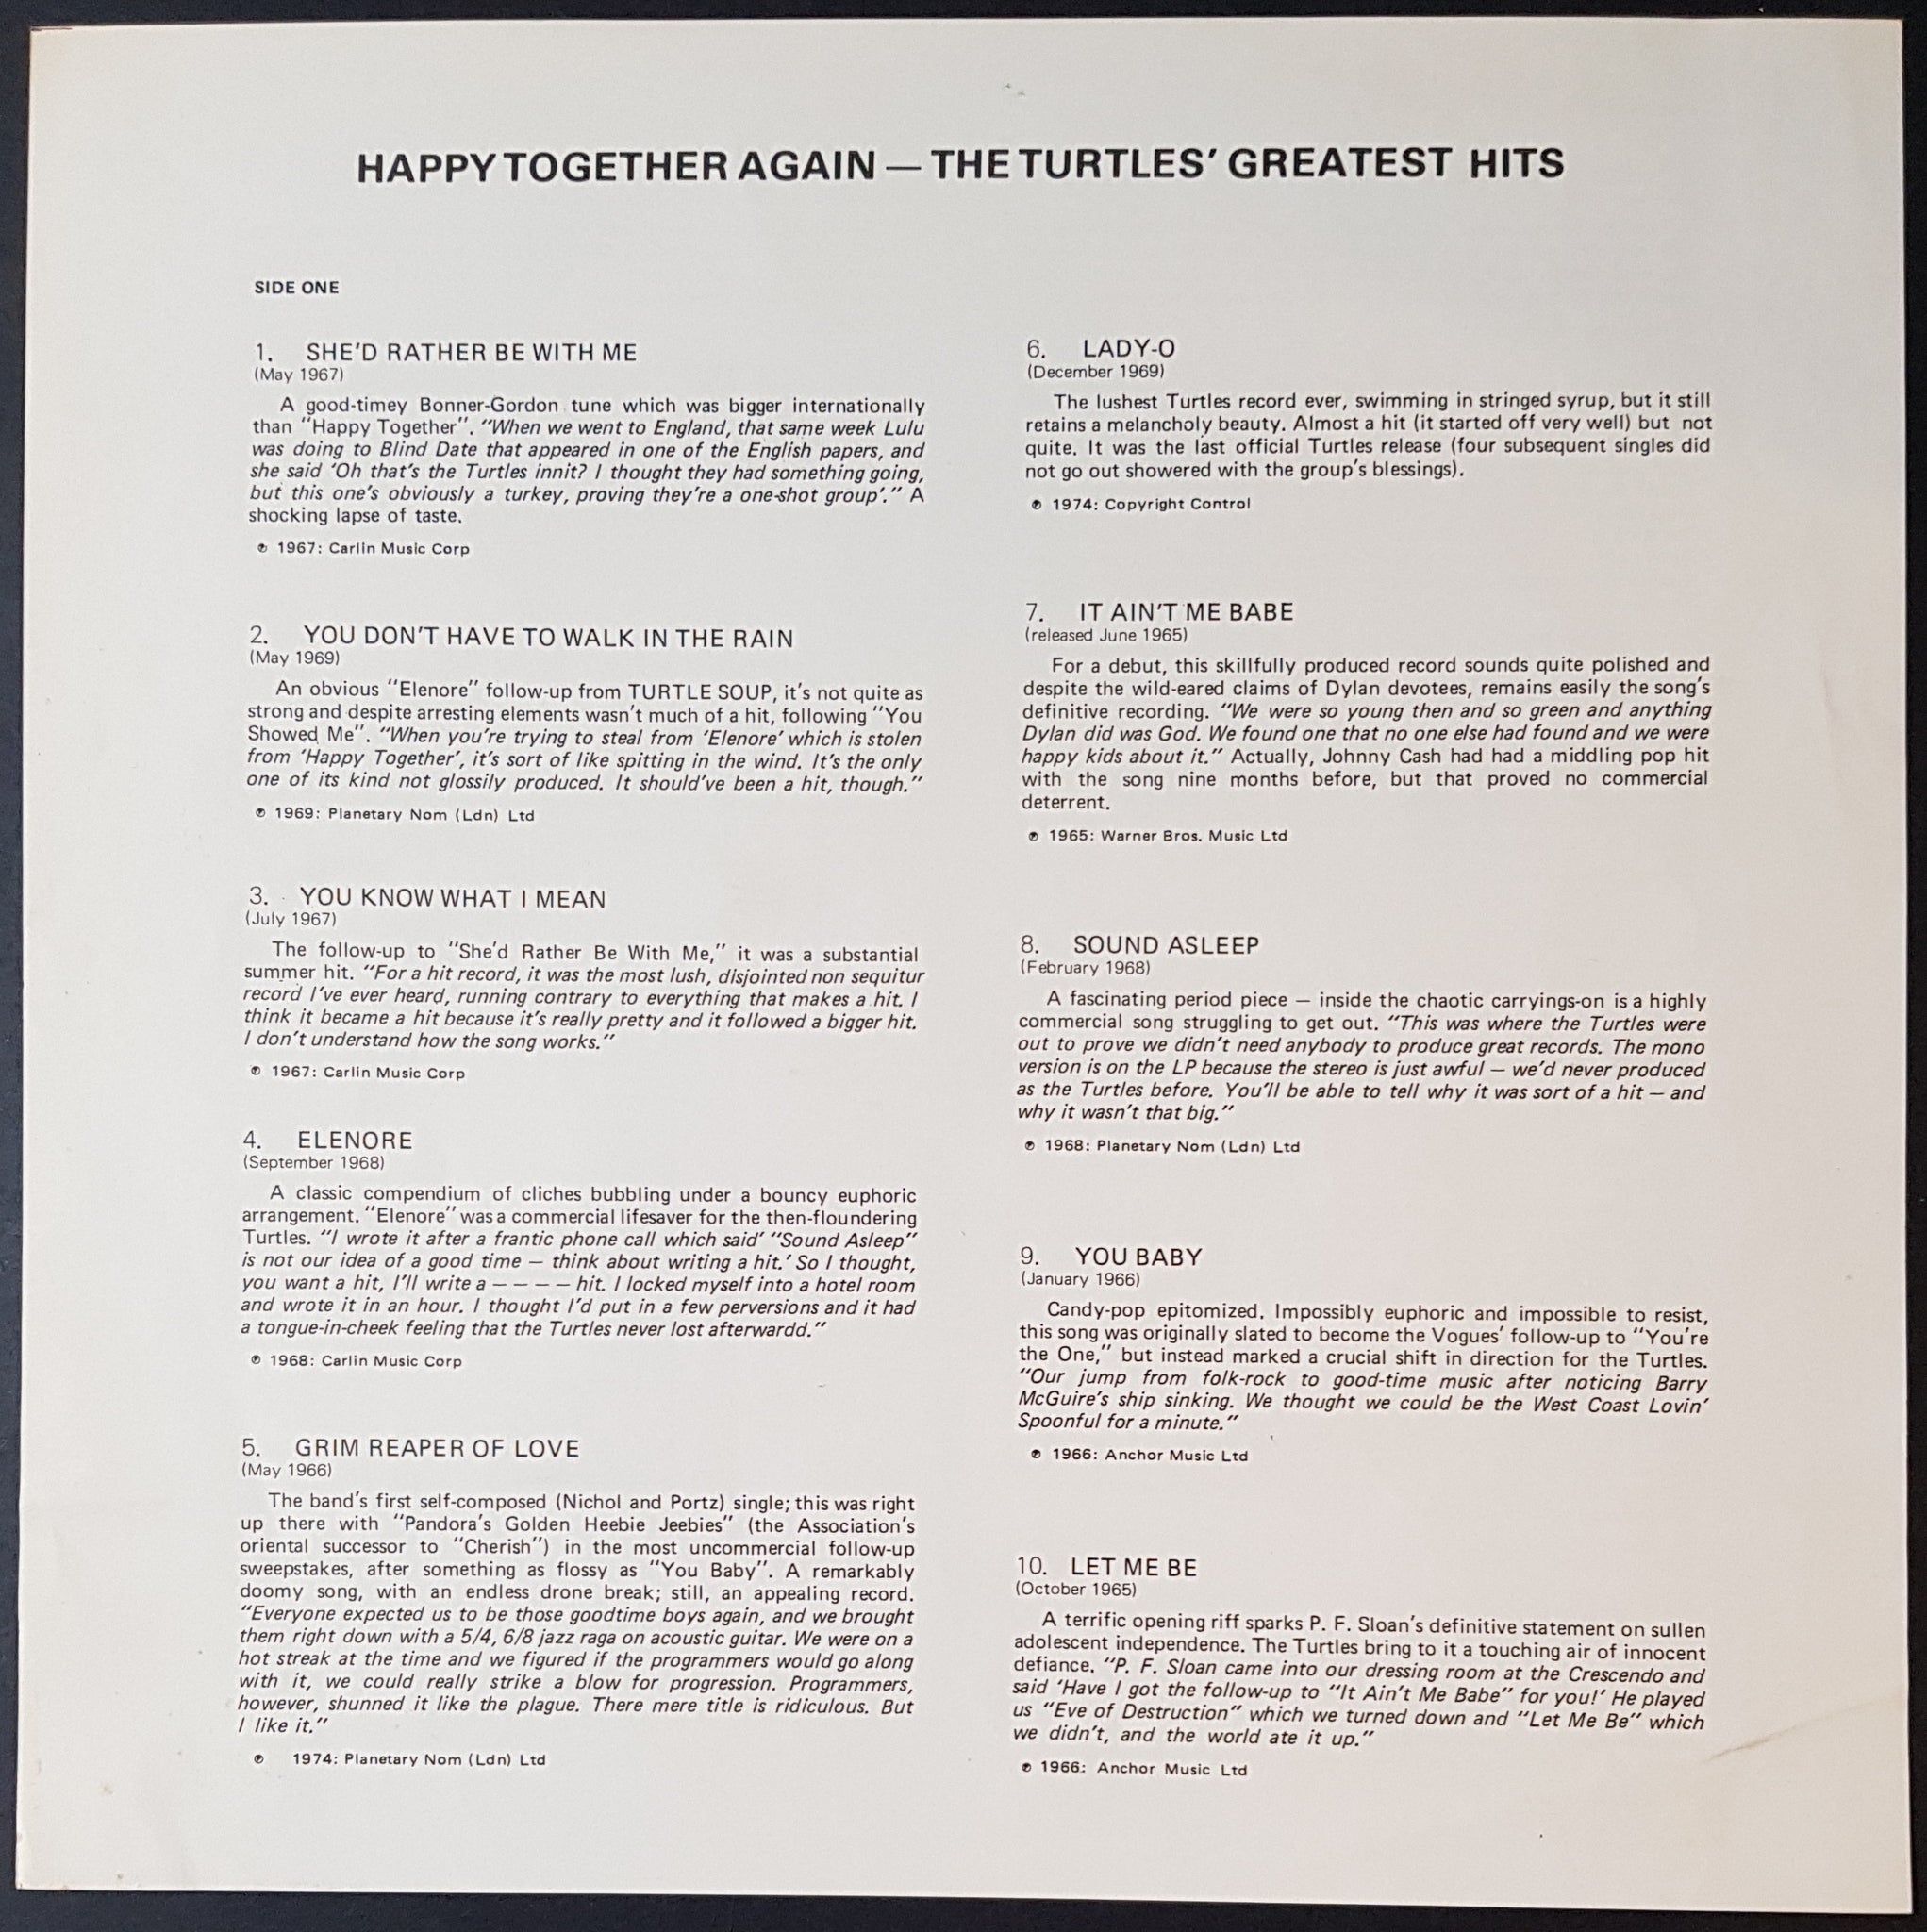 HAPPY TOGETHER AGAIN — THE TURTLES' GREATEST HITS
SIDE ONE
1. SHE'D RATHER BE WITH ME
(May 1967)
A good-timey Bonner-Gordon tune which was bigger internationally
than "Happy Together". "When we went to England, that same week Lulu
was doing to Blind Date that appeared in one of the English papers, and
she said 'Oh that's the Turtles innit? I thought they had something going,
but this one's obviously a turkey, proving they're a one-shot group'." A
shocking lapse of taste.
℗ 1967: Carlin Music Corp
2. YOU DON'T HAVE TO WALK IN THE RAIN
(May 1969)
An obvious "Elenore" follow-up from TURTLE SOUP, it's not quite as
strong and despite arresting elements wasn't much of a hit, following "You
Showed Me". "When you're trying to steal from 'Elenore' which is stolen
from 'Happy Together', it's sort of like spitting in the wind. It's the only
one of its kind not glossily produced. It should've been a hit, though."
℗ 1969: Planetary Nom (Ldn) Ltd
3. YOU KNOW WHAT I MEAN
(July 1967)
The follow-up to "She'd Rather Be With Me," it was a substantial
summer hit. "For a hit record, it was the most lush, disjointed non sequitur
record I've ever heard, running contrary to everything that makes a hit. I
think it became a hit because it's really pretty and it followed a bigger hit.
I don't understand how the song works."
℗ 1967: Carlin Music Corp
4. ELENORE
(September 1968)
A classic compendium of cliches bubbling under a bouncy euphoric
arrangement. "Elenore" was a commercial lifesaver for the then-floundering
Turtles. "I wrote it after a frantic phone call which said' "Sound Asleep"
is not our idea of a good time — think about writing a hit.' So I thought,
you want a hit, I'll write a — — — — hit. I locked myself into a hotel room
and wrote it in an hour. I thought I'd put in a few perversions and it had
a tongue-in-cheek feeling that the Turtles never lost afterwardd."
℗ 1968: Carlin Music Corp
5. GRIM REAPER OF LOVE
(May 1966)
The band's first self-composed (Nichol and Portz) single; this was right
up there with "Pandora's Golden Heebie Jeebies" (the Association's
oriental successor to "Cherish") in the most uncommercial follow-up
sweepstakes, after something as flossy as "You Baby". A remarkably
doomy song, with an endless drone break; still, an appealing record.
"Everyone expected us to be those goodtime boys again, and we brought
them right down with a 5/4, 6/8 jazz raga on acoustic guitar. We were on a
hot streak at the time and we figured if the programmers would go along
with it, we could really strike a blow for progression. Programmers,
however, shunned it like the plague. There mere title is ridiculous. But
I like it."
℗ 1974: Planetary Nom (Ldn) Ltd
6. LADY-O
(December 1969)
The lushest Turtles record ever, swimming in stringed syrup, but it still
retains a melancholy beauty. Almost a hit (it started off very well) but not
quite. It was the last official Turtles release (four subsequent singles did
not go out showered with the group's blessings).
℗ 1974: Copyright Control
7. IT AIN'T ME BABE
(released June 1965)
For a debut, this skillfully produced record sounds quite polished and
despite the wild-eared claims of Dylan devotees, remains easily the song's
definitive recording. "We were so young then and so green and anything
Dylan did was God. We found one that no one else had found and we were
happy kids about it." Actually, Johnny Cash had had a middling pop hit
with the song nine months before, but that proved no commercial
deterrent.
℗ 1965: Warner Bros. Music Ltd
8. SOUND ASLEEP
(February 1968)
A fascinating period piece — inside the chaotic carryings-on is a highly
commercial song struggling to get out. "This was where the Turtles were
out to prove we didn't need anybody to produce great records. The mono
version is on the LP because the stereo is just awful — we'd never produced
as the Turtles before. You'll be able to tell why it was sort of a hit — and
why it wasn't that big."
℗ 1968: Planetary Nom (Ldn) Ltd
9. YOU BABY
(January 1966)
Candy-pop epitomized. Impossibly euphoric and impossible to resist,
this song was originally slated to become the Vogues' follow-up to "You're
the One," but instead marked a crucial shift in direction for the Turtles.
"Our jump from folk-rock to good-time music after noticing Barry
McGuire's ship sinking. We thought we could be the West Coast Lovin'
Spoonful for a minute."
℗ 1966: Anchor Music Ltd
10. LET ME BE
(October 1965)
A terrific opening riff sparks P. F. Sloan's definitive statement on sullen
adolescent independence. The Turtles bring to it a touching air of innocent
defiance. "P. F. Sloan came into our dressing room at the Crescendo and
said 'Have I got the follow-up to "It Ain't Me Babe" for you!' He played
us "Eve of Destruction" which we turned down and "Let Me Be" which
we didn't, and the world ate it up."
℗ 1966: Anchor Music Ltd